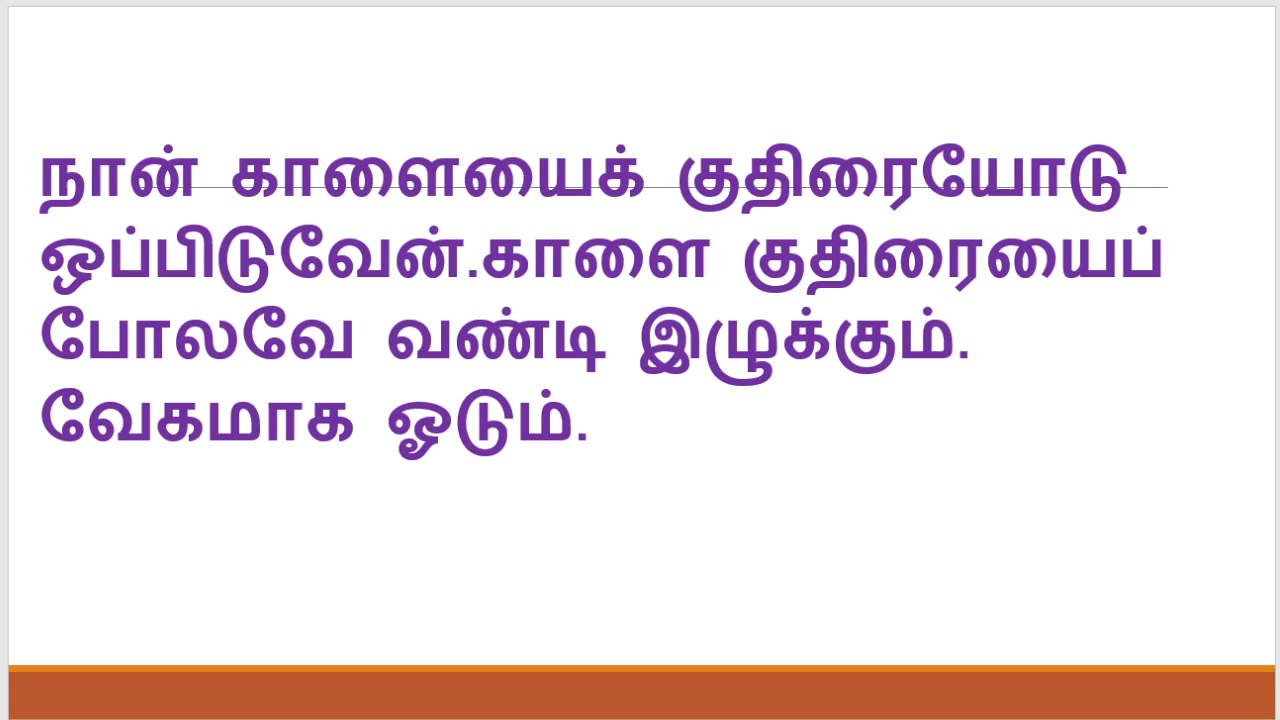 நான் காளையைக் குதிரையோடு
ஒப்பிடுவேன்.காளை குதிரையைப்
போலவே வண்டி இழுக்கும்.
வேகமாக ஓடும்.